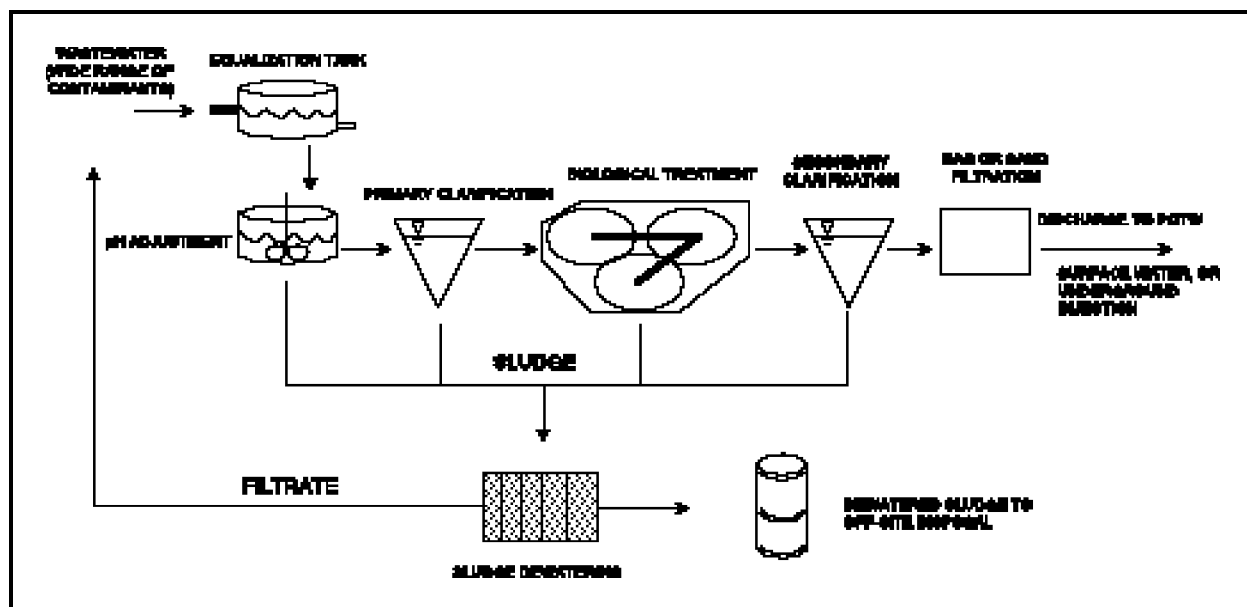 WASTEWATER
(WIDE RANGE OF
CONTAMINANTS)
EQUALIZATION TANK
pH ADJUSTMENT
PRIMARY CLARIFICATION
BIOLOGICAL TREATMENT
SECONDARY
CLARIFICATION
BAG OR SAND
FILTRATION
DISCHARGE TO POTW
SURFACE WATER, OR
UNDERGROUND
INJECTION
SLUDGE
FILTRATE
SLUDGE DEWATERING
DEWATERED SLUDGE TO
OFF-SITE DISPOSAL